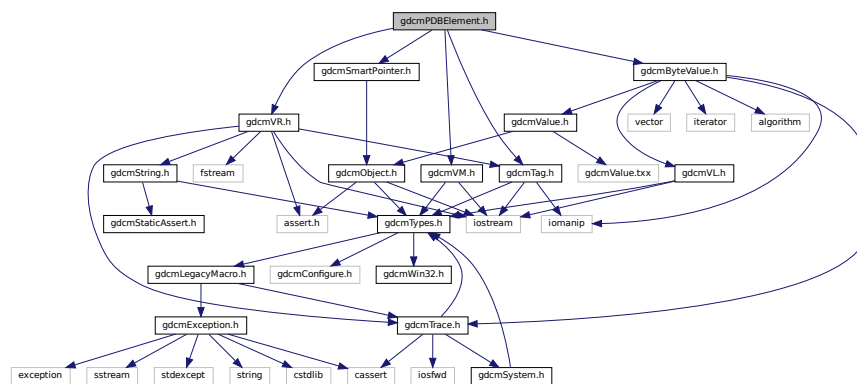 gdcmPDBElement.h
gdcmSmartPointer.h
gdcmByteValue.h
gdcmVR.h
gdcmValue.h
vector
iterator
algorithm
gdcmString.h
fstream
gdcmObject.h
gdcmVM.h
gdcmTag.h
gdcmValue.txx
gdcmVL.h
gdcmStaticAssert.h
assert.h
gdcmTypes.h
iostream
iomanip
gdcmLegacyMacro.h
gdcmConfigure.h
gdcmWin32.h
gdcmException.h
gdcmTrace.h
exception
sstream
stdexcept
string
cstdlib
cassert
iosfwd
gdcmSystem.h